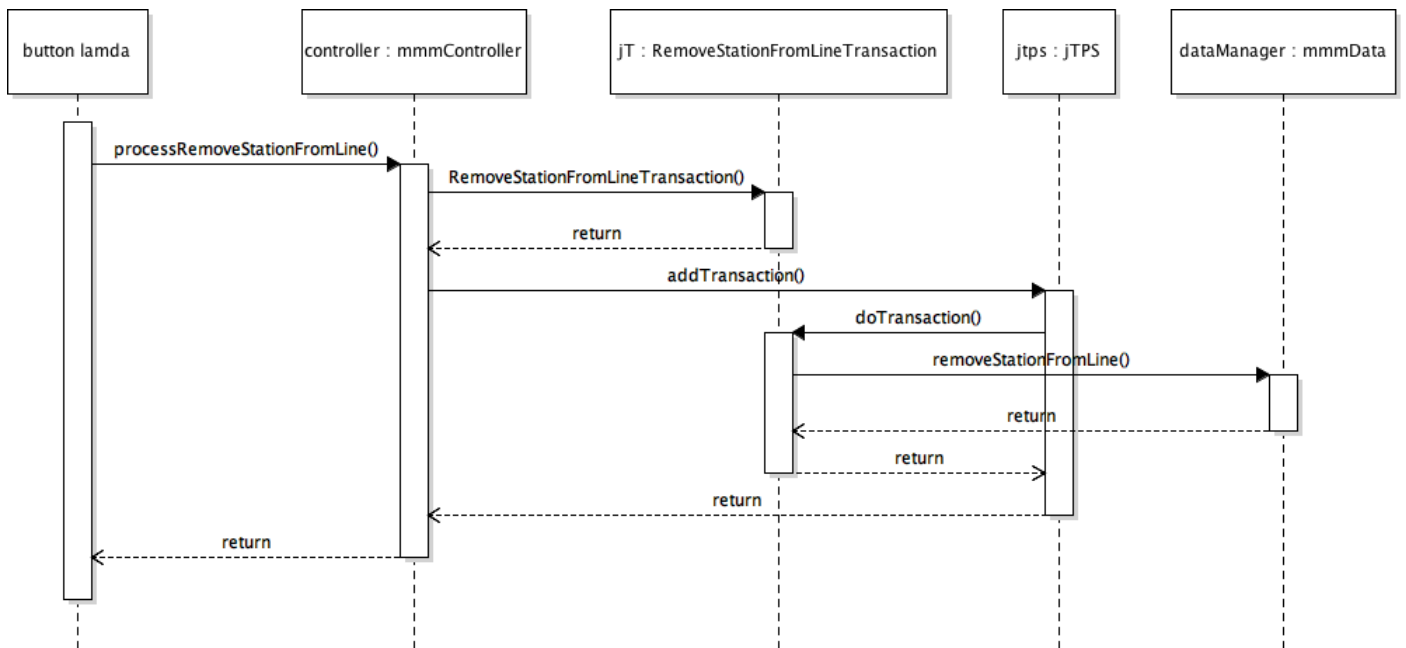 button lamda
controller : mmmController
jT : RemoveStationFromLineTransaction
jtps : jTPS
dataManager : mmmData
processRemoveStationFromLine()
RemoveStationFromLineTransaction()
return
addTransaction()
doTransaction()
removeStationFromLine()
return
return
return
return